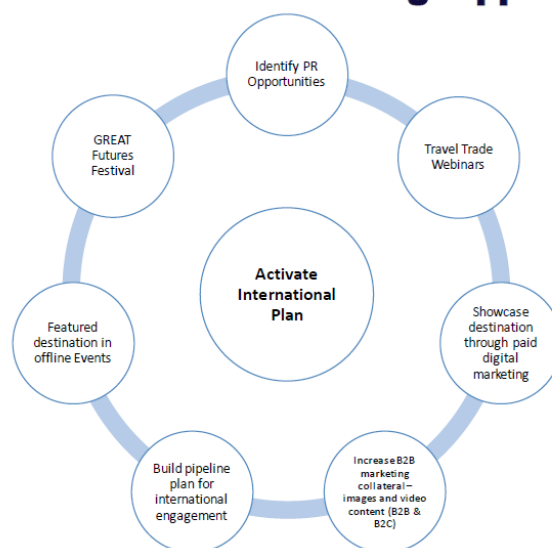 Identify PR
Opportunities
GREAT
Futures
Festival
Travel Trade
Webinars
Activate
International
Plan
Featured
destination in
offline Events
Showcase
destination
through paid
digital
marketing
Build pipeline
plan for
international
engagement
Increase B2B
marketing
collateral –
images and video
content (B2B &
B2C)